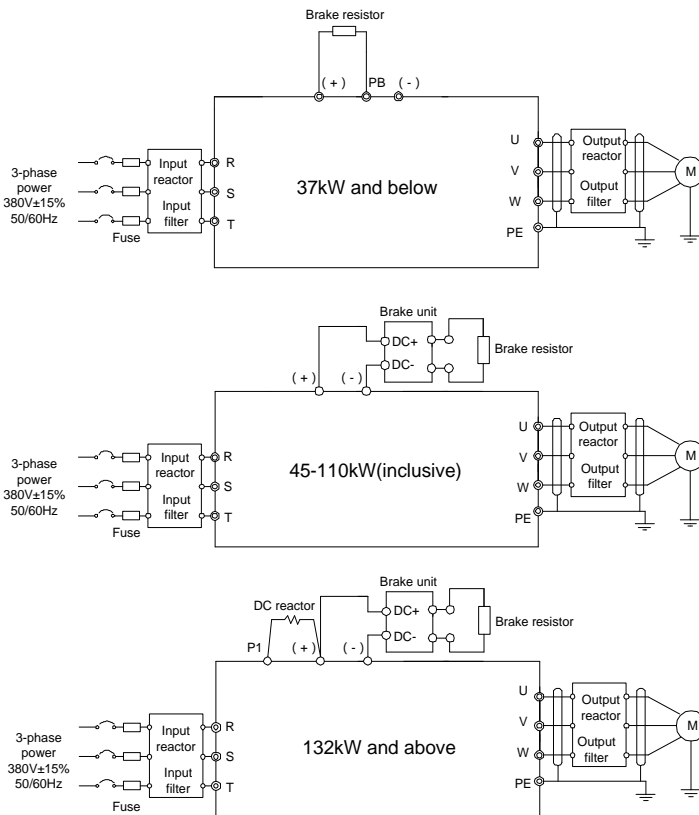 Brake resistor
( + )
PB
( - )
3-phase
power
380V±15%
50/60Hz
Fuse
Input
reactor
Input
filter
R
S
T
37kW and below
U
V
W
PE
Output
reactor
Output
filter
M
Brake unit
DC+
DC-
Brake resistor
( + )
( - )
3-phase
power
380V±15%
50/60Hz
Fuse
Input
reactor
Input
filter
R
S
T
45-110kW(inclusive)
U
V
W
PE
Output
reactor
Output
filter
M
Brake unit
DC reactor
DC+
DC-
Brake resistor
P1
( + )
( - )
3-phase
power
380V±15%
50/60Hz
Fuse
Input
reactor
Input
filter
R
S
T
132kW and above
U
V
W
PE
Output
reactor
Output
filter
M